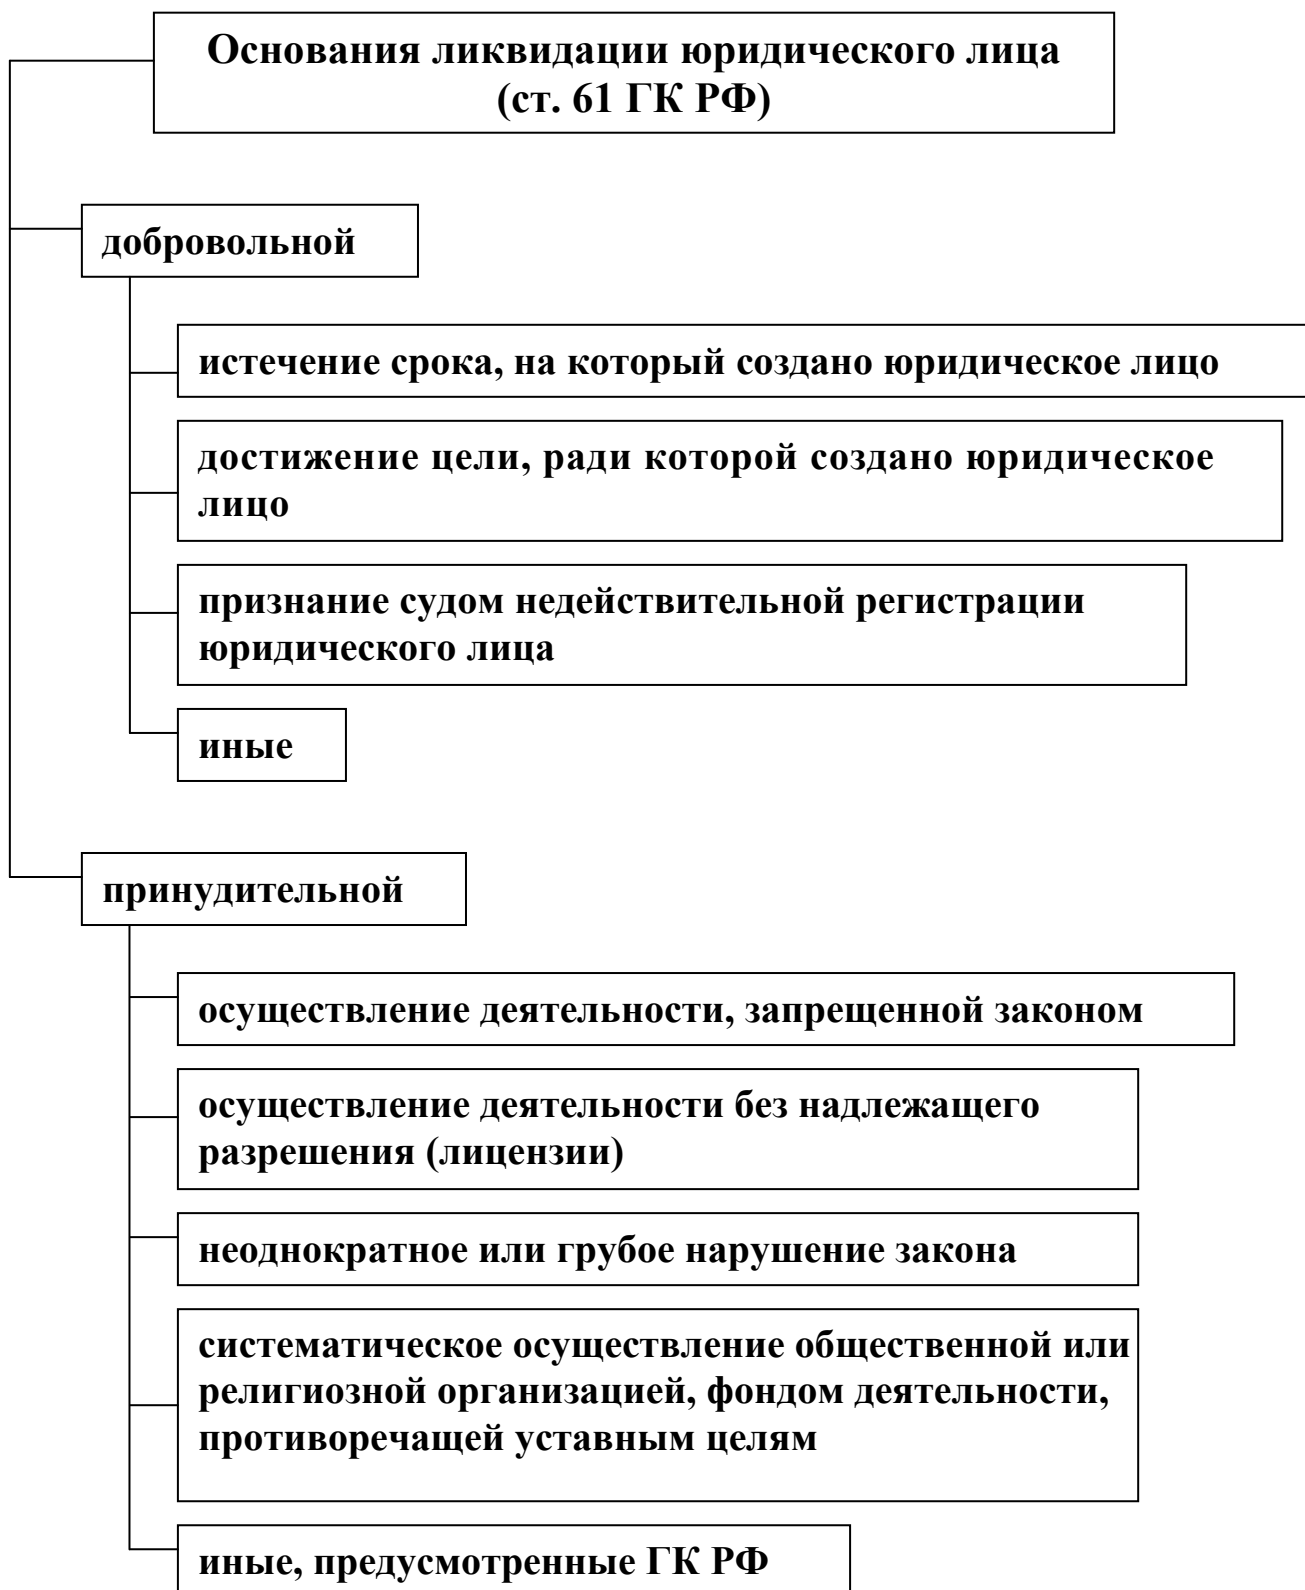 Основания ликвидации юридического лица
(ст. 61 ГК РФ)
добровольной
истечение срока, на который создано юридическое лицо
достижение цели, ради которой создано юридическое
лицо
признание судом недействительной регистрации
юридического лица
иные
принудительной
осуществление деятельности, запрещенной законом
осуществление деятельности без надлежащего
разрешения (лицензии)
неоднократное или грубое нарушение закона
систематическое осуществление общественной или
религиозной организацией, фондом деятельности,
противоречащей уставным целям
иные, предусмотренные ГК РФ